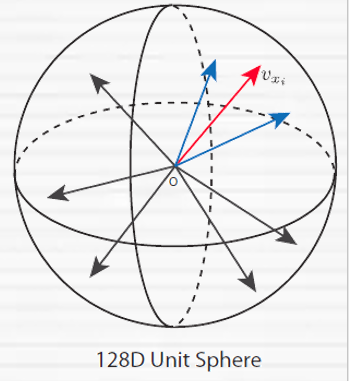 v_{x_i}
O
128D Unit Sphere